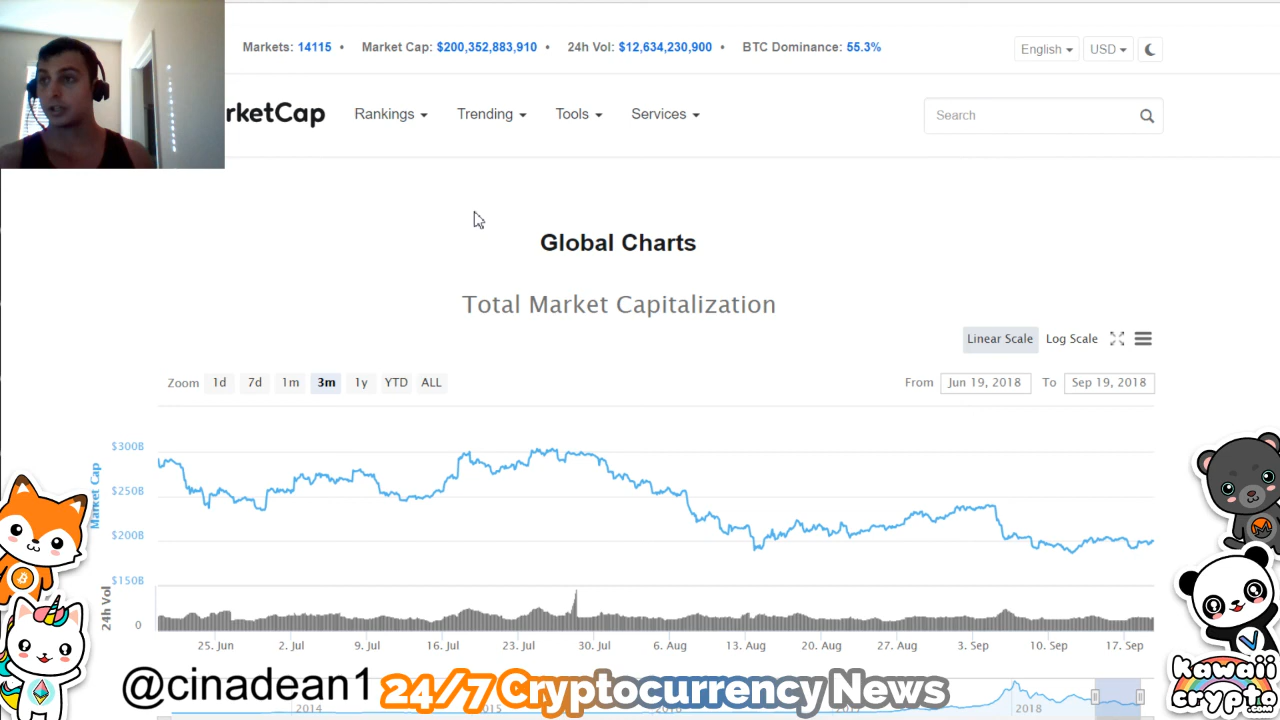 Markets: 14115 • Market Cap: $200,352,883,910 • 24h Vol: $12,634,230,900 • BTC Dominance: 55.3%
English USD
rketCap Rankings Trending Tools Services Search
Global Charts
Total Market Capitalization
Linear Scale Log Scale
Zoom 1d 7d 1m 3m 1y YTD ALL From Jun 19, 2018 To Sep 19, 2018
$300B
$250B
$200B
$150B
0
Market Cap
24h Vol
25. Jun 2. Jul 9. Jul 16. Jul 23. Jul 30. Jul 6. Aug 13. Aug 20. Aug 27. Aug 3. Sep 10. Sep 17. Sep
@cinadean1 24/7 Cryptocurrency News
2014 2018
kawaii
crypto
.com